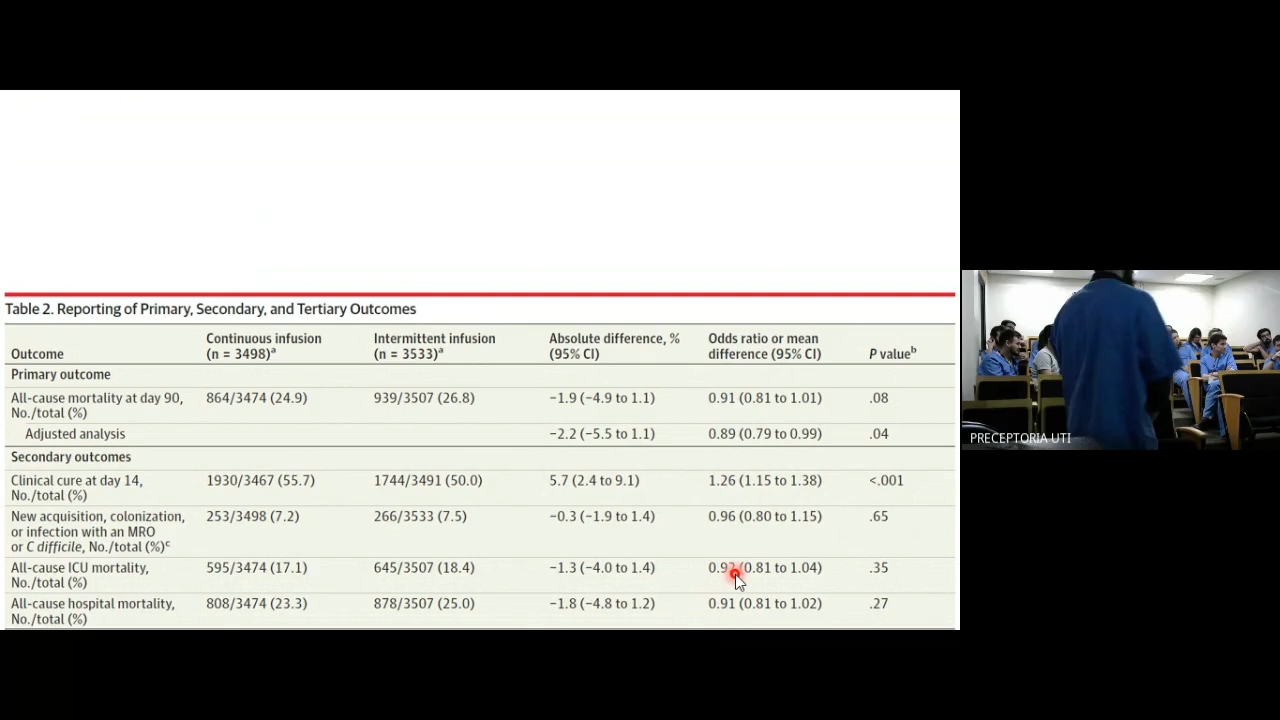 Table 2. Reporting of Primary, Secondary, and Tertiary Outcomes
Outcome Continuous infusion (n = 3498)a Intermittent infusion (n = 3533)a Absolute difference, % (95% CI) Odds ratio or mean difference (95% CI) P valueb
Primary outcome
All-cause mortality at day 90, No./total (%) 864/3474 (24.9) 939/3507 (26.8) −1.9 (−4.9 to 1.1) 0.91 (0.81 to 1.01) .08
Adjusted analysis −2.2 (−5.5 to 1.1) 0.89 (0.79 to 0.99) .04
Secondary outcomes
Clinical cure at day 14, No./total (%) 1930/3467 (55.7) 1744/3491 (50.0) 5.7 (2.4 to 9.1) 1.26 (1.15 to 1.38) <.001
New acquisition, colonization, or infection with an MRO or C difficile, No./total (%)c 253/3498 (7.2) 266/3533 (7.5) −0.3 (−1.9 to 1.4) 0.96 (0.80 to 1.15) .65
All-cause ICU mortality, No./total (%) 595/3474 (17.1) 645/3507 (18.4) −1.3 (−4.0 to 1.4) (0.81 to 1.04) .35
All-cause hospital mortality, No./total (%) 808/3474 (23.3) 878/3507 (25.0) −1.8 (−4.8 to 1.2) 0.91 (0.81 to 1.02) .27
PRECEPTORIA UTI